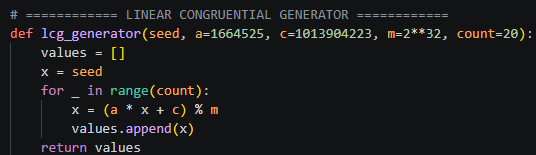 # ============ LINEAR CONGRUENTIAL GENERATOR ============
def lcg_generator(seed, a=1664525, c=1013904223, m=2**32, count=20):
    values = []
    x = seed
    for _ in range(count):
        x = (a * x + c) % m
        values.append(x)
    return values